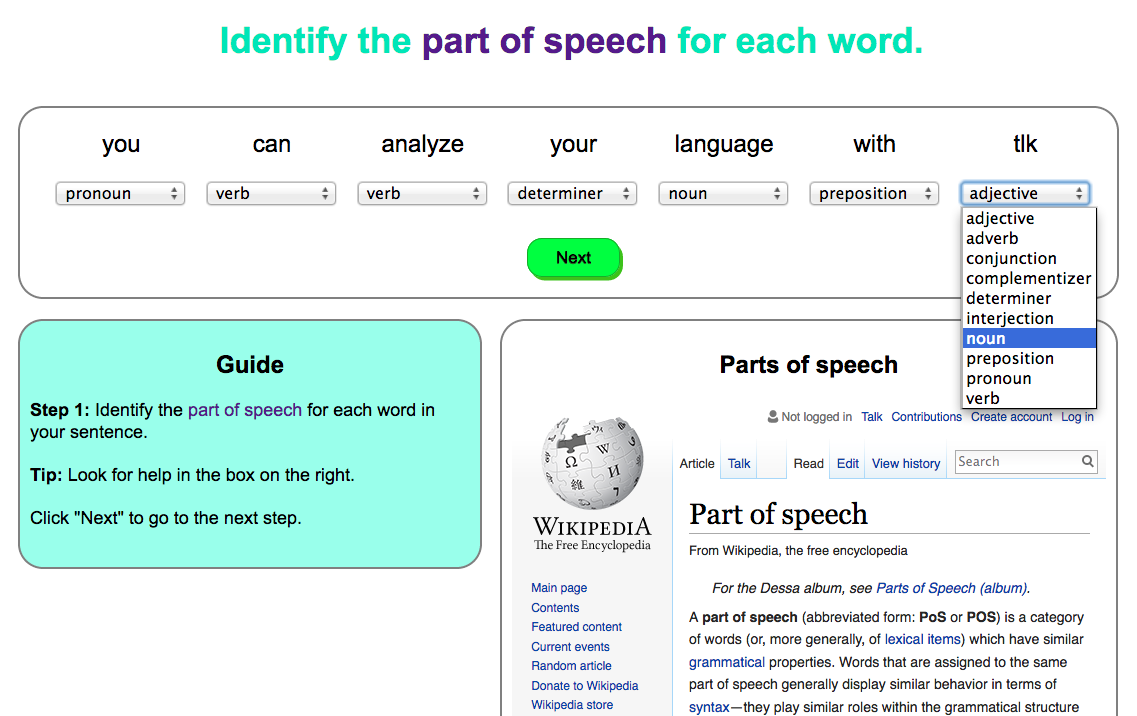 Identify the part of speech for each word.
you can analyze your language with tlk
pronoun verb verb determiner noun preposition adjective
adjective
adverb
conjunction
complementizer
determiner
interjection
noun
preposition
pronoun
verb
Next
Guide
Step 1: Identify the part of speech for each word in
your sentence.
Tip: Look for help in the box on the right.
Click "Next" to go to the next step.
Parts of speech
Not logged in Talk Contributions Create account Log in
Article Talk Read Edit View history Search
WIKIPEDIA
The Free Encyclopedia
Main page
Contents
Featured content
Current events
Random article
Donate to Wikipedia
Wikipedia store
Part of speech
From Wikipedia, the free encyclopedia
For the Dessa album, see Parts of Speech (album).
A part of speech (abbreviated form: PoS or POS) is a category
of words (or, more generally, of lexical items) which have similar
grammatical properties. Words that are assigned to the same
part of speech generally display similar behavior in terms of
syntax—they play similar roles within the grammatical structure